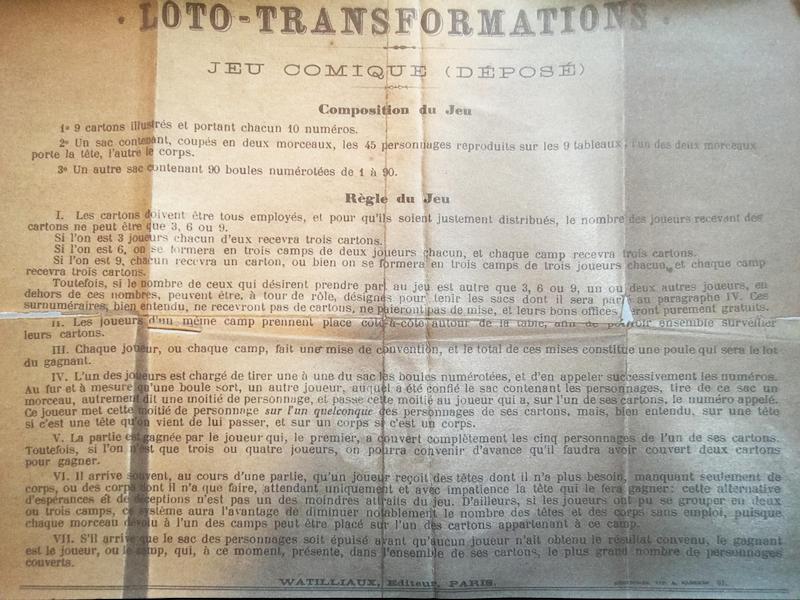 · LOTO-TRANSFORMATIONS ·
JEU COMIQUE (DÉPOSÉ)
Composition du Jeu
1º 9 cartons illustrés et portant chacun 10 numéros.
2º Un sac contenant, coupés en deux morceaux, les 45 personnages reproduits sur les 9 tableaux, l'un des deux morceaux
porte la tête, l'autre le corps.
3º Un autre sac contenant 90 boules numérotées de 1 à 90.
Règle du Jeu
I. Les cartons doivent être tous employés, et pour qu'ils soient justement distribués, le nombre des joueurs recevant des
cartons ne peut être que 3, 6 ou 9.
Si l'on est 3 joueurs chacun d'eux recevra trois cartons.
Si l'on est 6, on se formera en trois camps de deux joueurs chacun, et chaque camp recevra trois cartons.
Si l'on est 9, chacun recevra un carton, ou bien on se formera en trois camps de trois joueurs chacun, et chaque camp
recevra trois cartons.
Toutefois, si le nombre de ceux qui désirent prendre part au jeu est autre que 3, 6 ou 9, un ou deux autres joueurs, en
dehors de ces nombres, peuvent être, à tour de rôle, désignés pour tenir les sacs dont il sera parlé au paragraphe IV. Ces
surnuméraires, bien entendu, ne recevront pas de cartons, ne paieront pas de mise, et leurs bons offices seront purement gratuits.
II. Les joueurs d'un même camp prennent place côte-à-côte autour de la table, afin de pouvoir ensemble surveiller
leurs cartons.
III. Chaque joueur, ou chaque camp, fait une mise de convention, et le total de ces mises constitue une poule qui sera le lot
du gagnant.
IV. L'un des joueurs est chargé de tirer une à une du sac les boules numérotées, et d'en appeler successivement les numéros.
Au fur et à mesure qu'une boule sort, un autre joueur, auquel a été confié le sac contenant les personnages, tire de ce sac un
morceau, autrement dit une moitié de personnage, et passe cette moitié au joueur qui a, sur l'un de ses cartons, le numéro appelé.
Ce joueur met cette moitié de personnage sur l'un quelconque des personnages de ses cartons, mais, bien entendu, sur une tête
si c'est une tête qu'on vient de lui passer, et sur un corps si c'est un corps.
V. La partie est gagnée par le joueur qui, le premier, a couvert complètement les cinq personnages de l'un de ses cartons.
Toutefois, si l'on n'est que trois ou quatre joueurs, on pourra convenir d'avance qu'il faudra avoir couvert deux cartons
pour gagner.
VI. Il arrive souvent, au cours d'une partie, qu'un joueur reçoit des têtes dont il n'a plus besoin, manquant seulement de
corps, ou des corps dont il n'a que faire, attendant uniquement et avec impatience la tête qui le fera gagner: cette alternative
d'espérances et de déceptions n'est pas un des moindres attraits du jeu. D'ailleurs, si les joueurs ont pu se grouper en deux
ou trois camps, ce système aura l'avantage de diminuer notablement le nombre des têtes et des corps sans emploi, puisque
chaque morceau dévolu à l'un des camps peut être placé sur l'un des cartons appartenant à ce camp.
VII. S'il arrive que le sac des personnages soit épuisé avant qu'aucun joueur n'ait obtenu le résultat convenu, le gagnant
est le joueur, ou le camp, qui, à ce moment, présente, dans l'ensemble de ses cartons, le plus grand nombre de personnages
couverts.
WATILLIAUX, Editeur, PARIS.